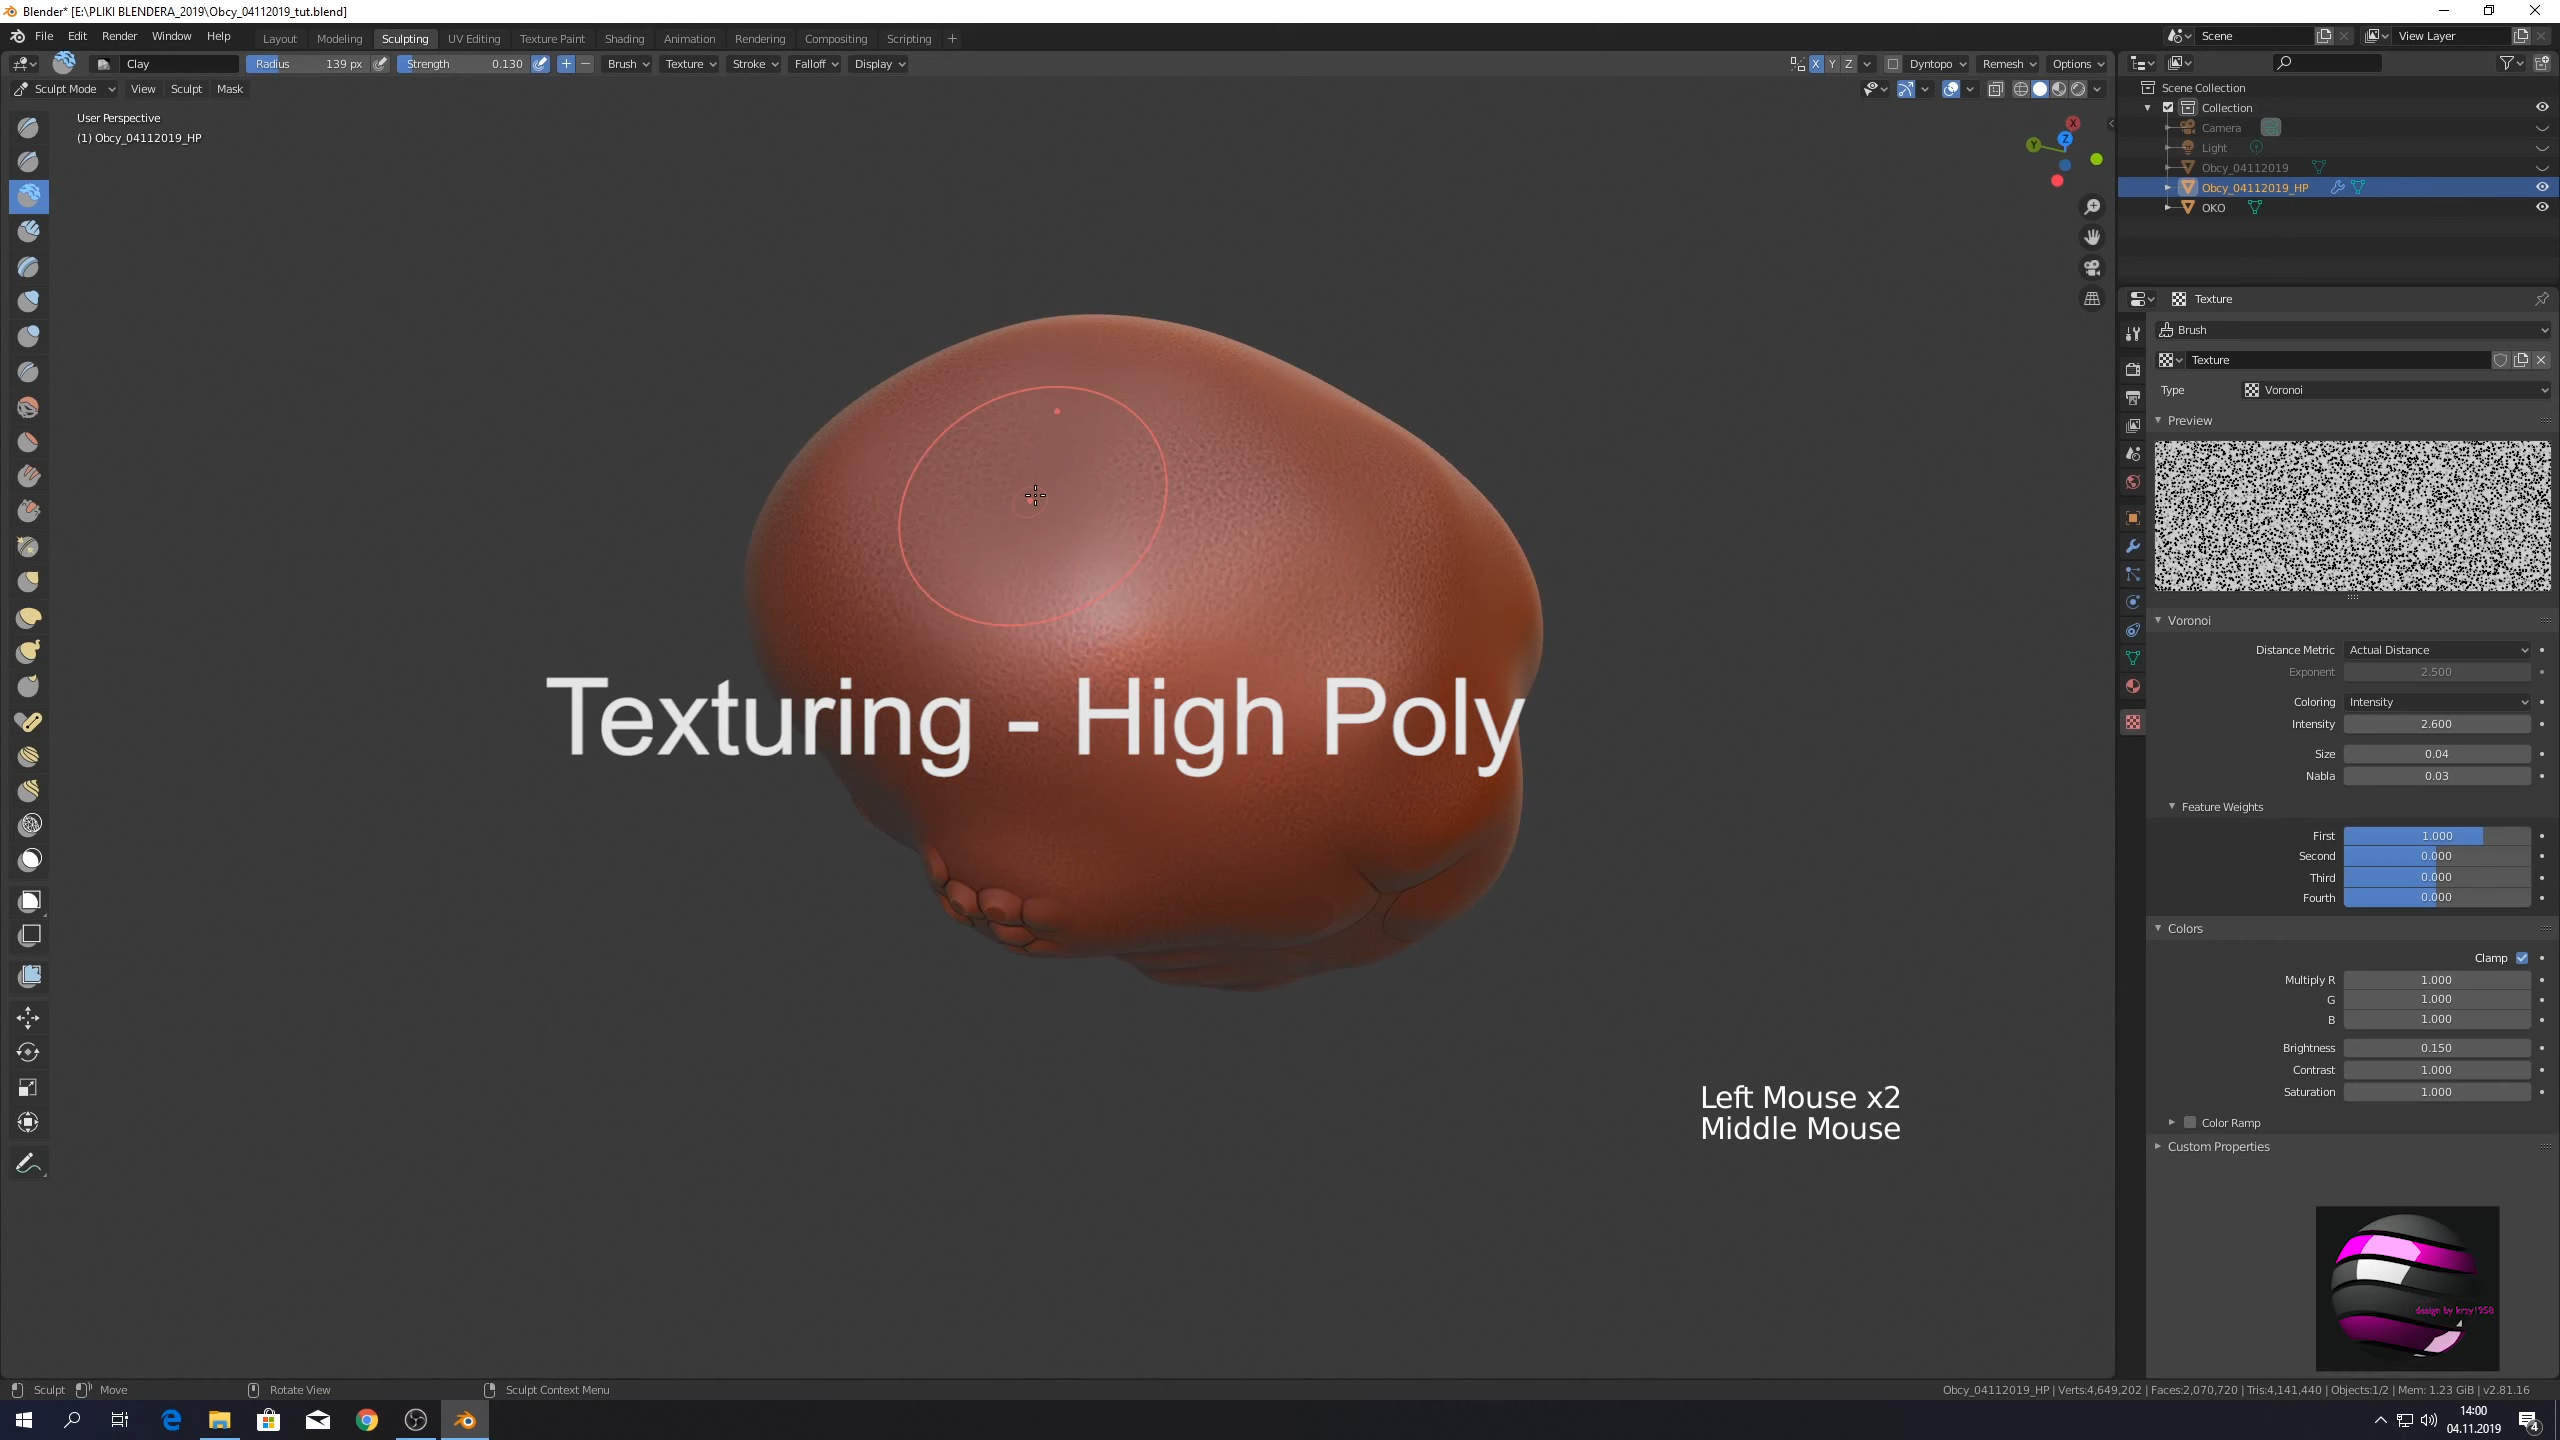 Blender* [E:\PLIKI BLENDERA_2019\Obcy_04112019_tut.blend]
File Edit Render Window Help Layout Modeling Sculpting UV Editing Texture Paint Shading Animation Rendering Compositing Scripting + Scene View Layer
Clay Radius 139 px Strength 0.130 + − Brush Texture Stroke Falloff Display X Y Z Dyntopo Remesh Options
Sculpt Mode View Sculpt Mask
User Perspective
(1) Obcy_04112019_HP
X
Y
Z
Scene Collection
Collection
Camera
Light
Obcy_04112019
Obcy_04112019_HP
OKO
Texture
Brush
Texture
Type Voronoi
Preview
Voronoi
Distance Metric Actual Distance
Exponent 2.500
Coloring Intensity
Intensity 2.600
Size 0.04
Nabla 0.03
Feature Weights
First 1.000
Second 0.000
Third 0.000
Fourth 0.000
Colors
Clamp
Multiply R 1.000
G 1.000
B 1.000
Brightness 0.150
Contrast 1.000
Saturation 1.000
Color Ramp
Custom Properties
Texturing - High Poly
Left Mouse x2
Middle Mouse
design by krzy1958
Sculpt Move Rotate View Sculpt Context Menu
Obcy_04112019_HP | Verts:4,649,202 | Faces:2,070,720 | Tris:4,141,440 | Objects:1/2 | Mem: 1.23 GiB | v2.81.16
14:00
04.11.2019
4